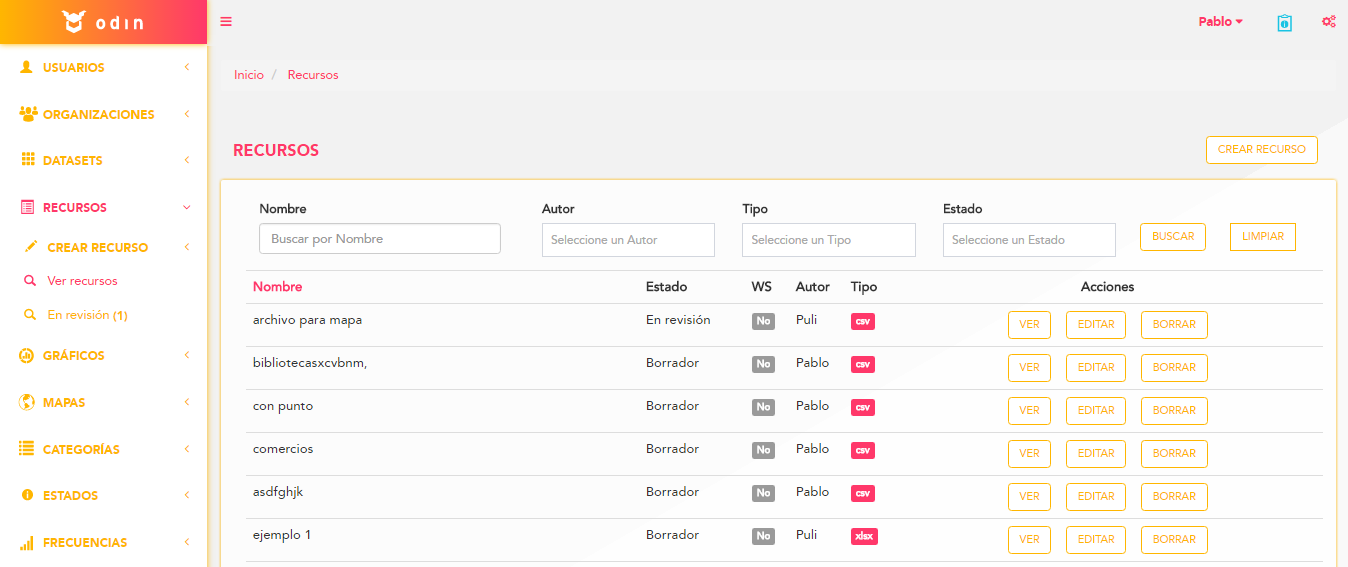 odin
Pablo
Inicio / Recursos
USUARIOS
ORGANIZACIONES
DATASETS
RECURSOS
CREAR RECURSO
Ver recursos
En revisión (1)
GRÁFICOS
MAPAS
CATEGORÍAS
ESTADOS
FRECUENCIAS
RECURSOS CREAR RECURSO
Nombre Autor Tipo Estado
Buscar por Nombre Seleccione un Autor Seleccione un Tipo Seleccione un Estado BUSCAR LIMPIAR
Nombre Estado WS Autor Tipo Acciones
archivo para mapa En revisión No Puli csv VER EDITAR BORRAR
bibliotecasxcvbnm, Borrador No Pablo csv VER EDITAR BORRAR
con punto Borrador No Pablo csv VER EDITAR BORRAR
comercios Borrador No Pablo csv VER EDITAR BORRAR
asdfghjk Borrador No Pablo csv VER EDITAR BORRAR
ejemplo 1 Borrador No Puli xlsx VER EDITAR BORRAR